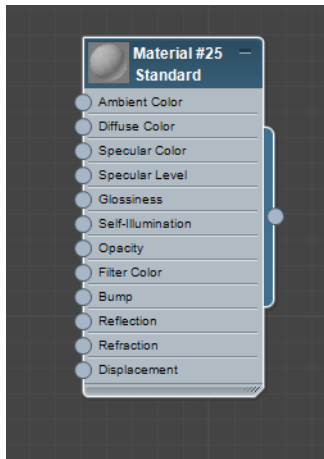 Material #25
Standard
Ambient Color
Diffuse Color
Specular Color
Specular Level
Glossiness
Self-Illumination
Opacity
Filter Color
Bump
Reflection
Refraction
Displacement